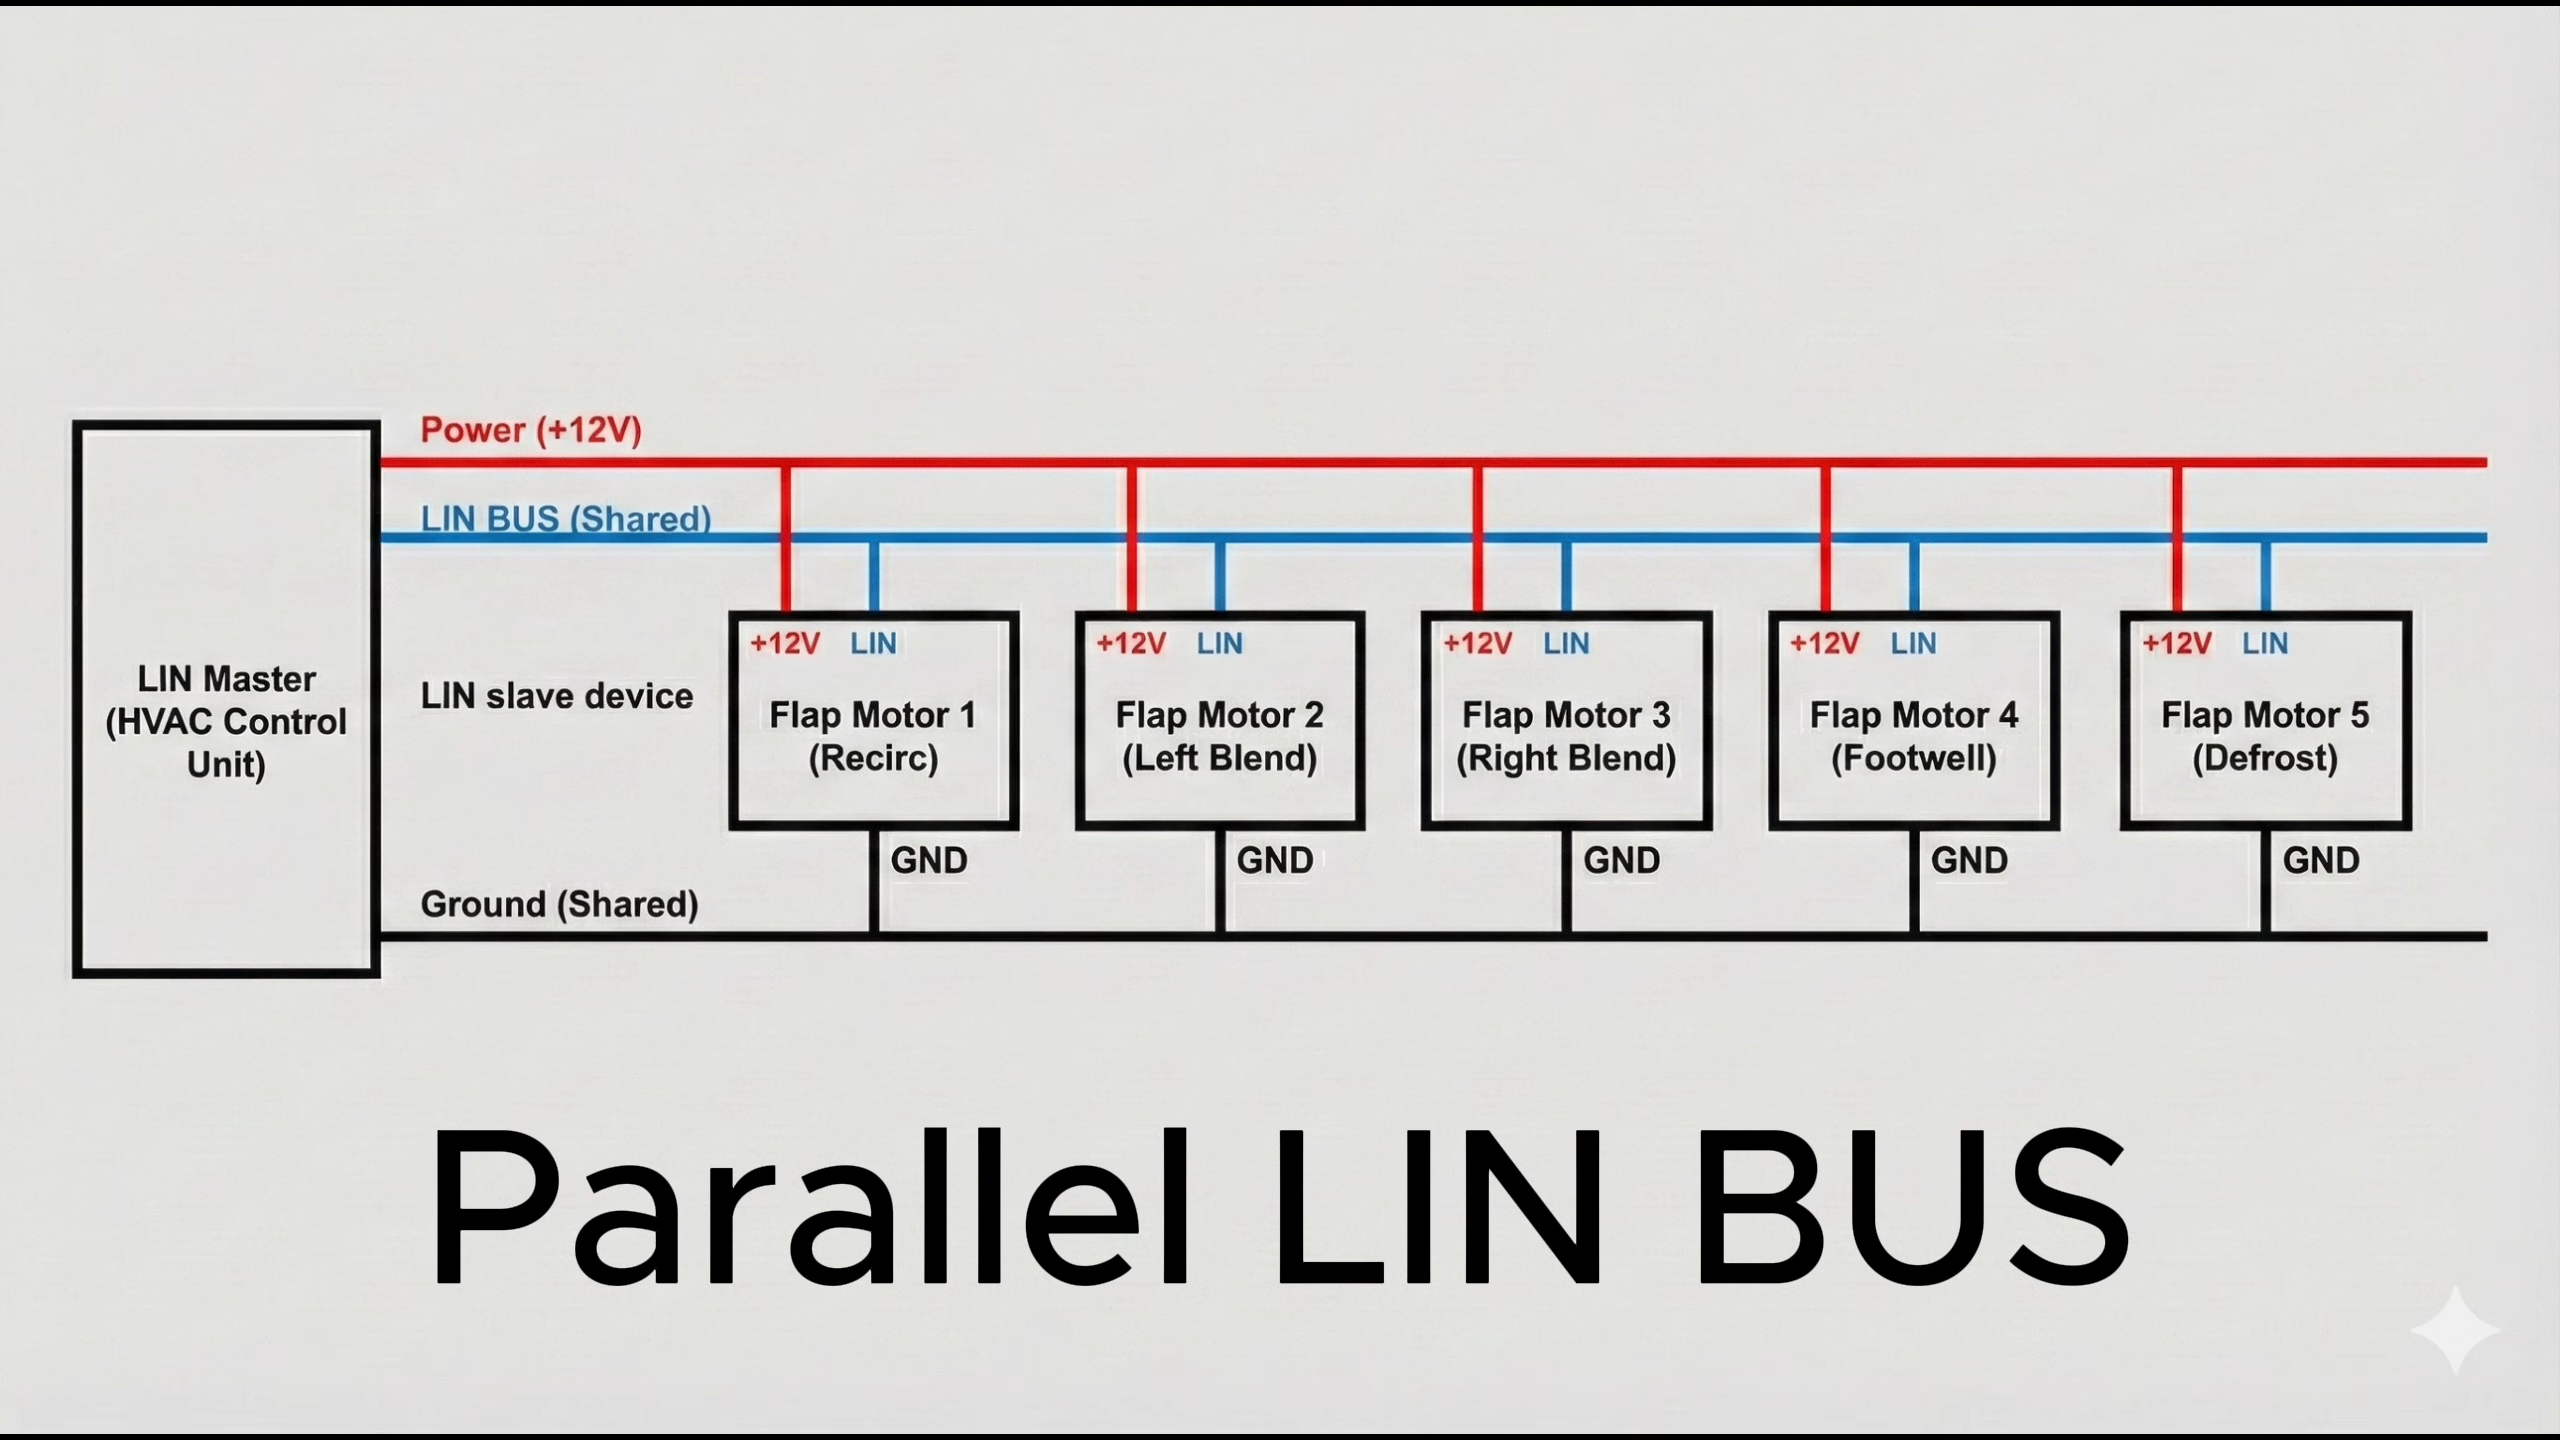 Power (+12V)
LIN BUS (Shared)
LIN Master
(HVAC Control
Unit)
LIN slave device
+12V LIN
Flap Motor 1
(Recirc)
GND
+12V LIN
Flap Motor 2
(Left Blend)
GND
+12V LIN
Flap Motor 3
(Right Blend)
GND
+12V LIN
Flap Motor 4
(Footwell)
GND
+12V LIN
Flap Motor 5
(Defrost)
GND
Ground (Shared)
Parallel LIN BUS